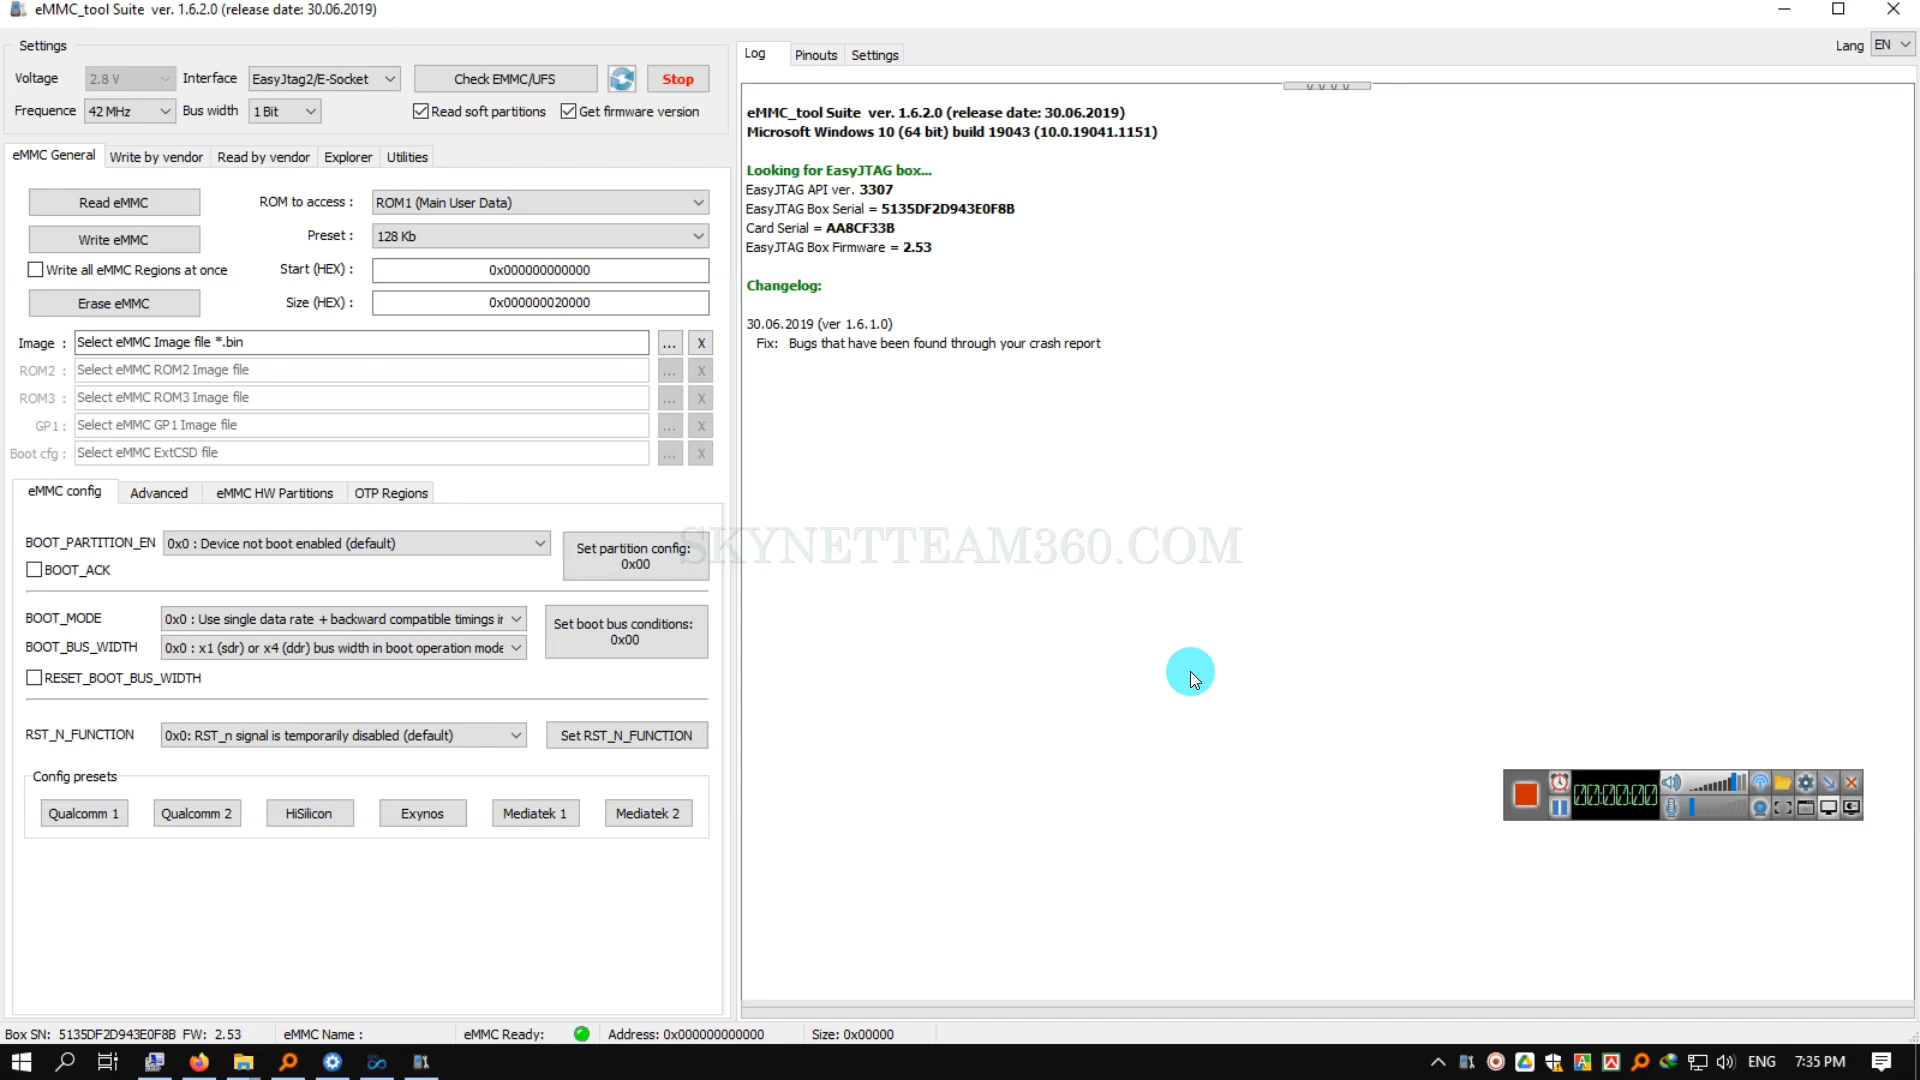 eMMC_tool Suite ver. 1.6.2.0 (release date: 30.06.2019)
Settings
Voltage 2.8 V Interface EasyJtag2/E-Socket Check EMMC/UFS Stop
Frequency 42 MHz Bus width 1 Bit Read soft partitions Get firmware version
eMMC General Write by vendor Read by vendor Explorer Utilities
Read eMMC ROM to access : ROM1 (Main User Data)
Write eMMC Preset : 128 Kb
Write all eMMC Regions at once Start (HEX) : 0x000000000000
Erase eMMC Size (HEX) : 0x000000020000
Image : Select eMMC Image file *.bin ... X
ROM2 : Select eMMC ROM2 Image file ... X
ROM3 : Select eMMC ROM3 Image file ... X
GP1 : Select eMMC GP1 Image file ... X
Boot cfg : Select eMMC ExtCSD file ... X
eMMC config Advanced eMMC HW Partitions OTP Regions
BOOT_PARTITION_EN 0x0 : Device not boot enabled (default) Set partition config: 0x00
BOOT_ACK
BOOT_MODE 0x0 : Use single data rate + backward compatible timings i Set boot bus conditions: 0x00
BOOT_BUS_WIDTH 0x0 : x1 (sdr) or x4 (ddr) bus width in boot operation mode
RESET_BOOT_BUS_WIDTH
RST_N_FUNCTION 0x0: RST_n signal is temporarily disabled (default) Set RST_N_FUNCTION
Config presets
Qualcomm 1 Qualcomm 2 HiSilicon Exynos Mediatek 1 Mediatek 2
Log Pinouts Settings Lang EN
eMMC_tool Suite ver. 1.6.2.0 (release date: 30.06.2019)
Microsoft Windows 10 (64 bit) build 19043 (10.0.19041.1151)
Looking for EasyJTAG box...
EasyJTAG API ver. 3307
EasyJTAG Box Serial = 5135DF2D943E0F8B
Card Serial = AA8CF33B
EasyJTAG Box Firmware = 2.53
Changelog:
30.06.2019 (ver 1.6.1.0)
Fix: Bugs that have been found through your crash report
SKYNETTEAM360.COM
00:00:00
Box SN: 5135DF2D943E0F8B FW: 2.53 eMMC Name : eMMC Ready: Address: 0x000000000000 Size: 0x00000
ENG 7:35 PM